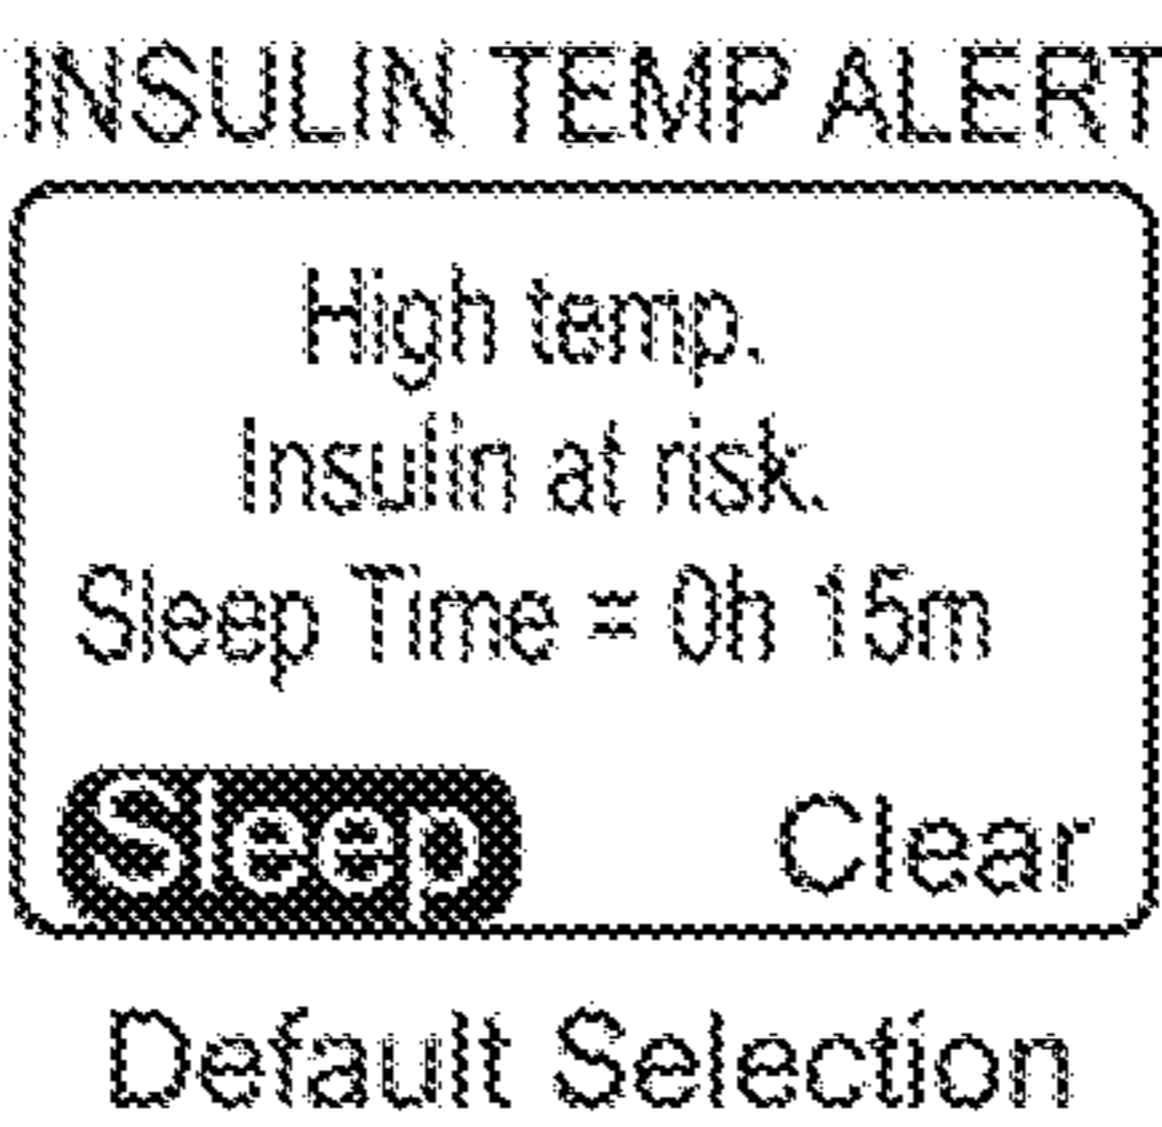 INSULIN TEMP ALERT
High temp.
Insulin at risk.
Sleep Time = 0h 15m
Sleep Clear
Default Selection